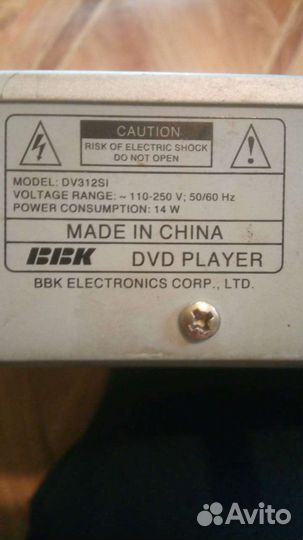 CAUTION
RISK OF ELECTRIC SHOCK
DO NOT OPEN
MODEL: DV312SI
VOLTAGE RANGE: ~ 110-250 V; 50/60 Hz
POWER CONSUMPTION: 14 W
MADE IN CHINA
BBK DVD PLAYER
BBK ELECTRONICS CORP., LTD.
Avito